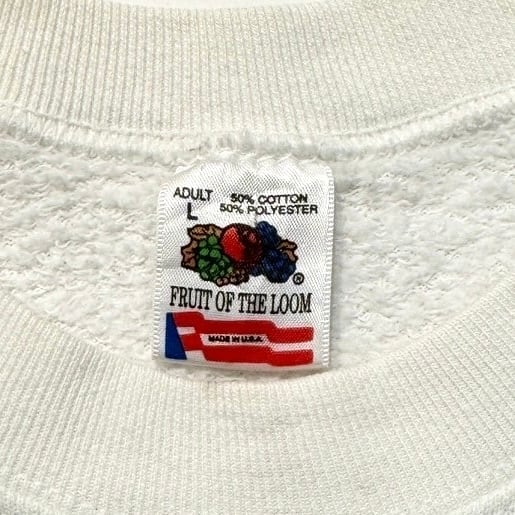 ADULT 50% COTTON
L 50% POLYESTER
®
FRUIT OF THE LOOM
MADE IN U.S.A.